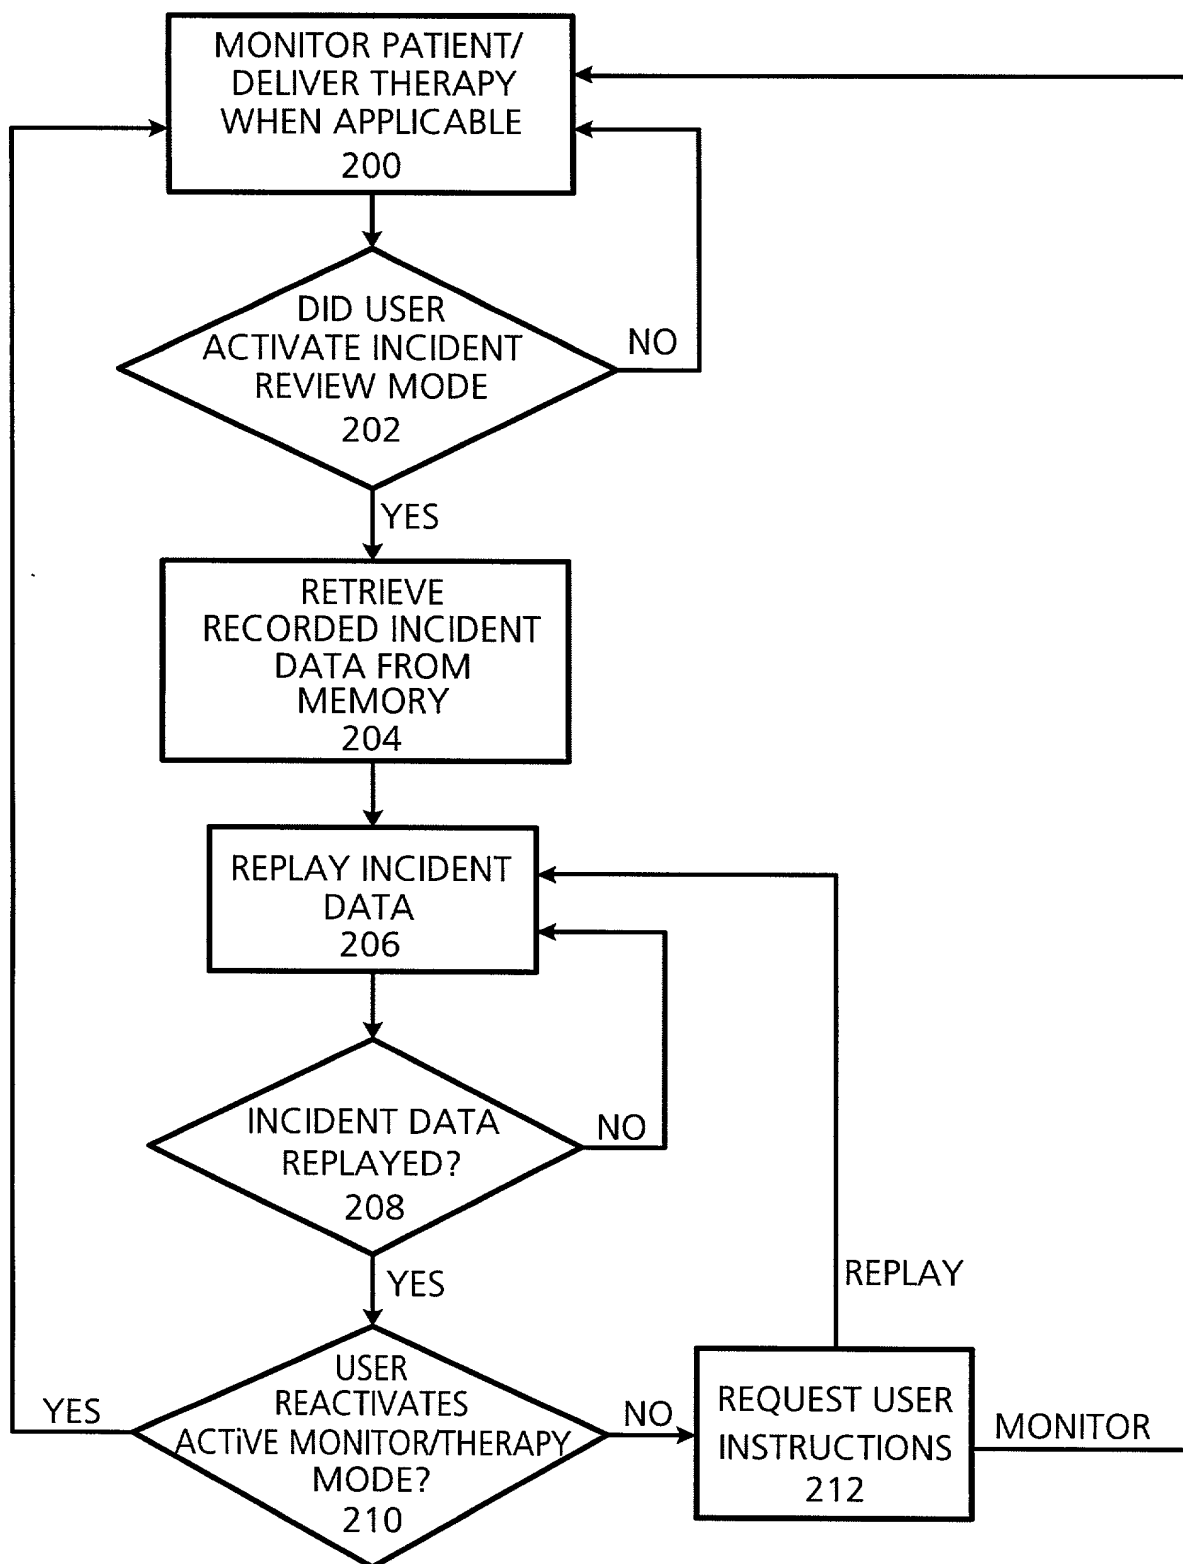 MONITOR PATIENT/
DELIVER THERAPY
WHEN APPLICABLE
200
DID USER
ACTIVATE INCIDENT
REVIEW MODE
202
NO
YES
RETRIEVE
RECORDED INCIDENT
DATA FROM
MEMORY
204
REPLAY INCIDENT
DATA
206
INCIDENT DATA
REPLAYED?
208
NO
YES
REPLAY
USER
REACTIVATES
ACTiVE MONITOR/THERAPY
MODE?
210
YES
NO
REQUEST USER
INSTRUCTIONS
212
MONITOR